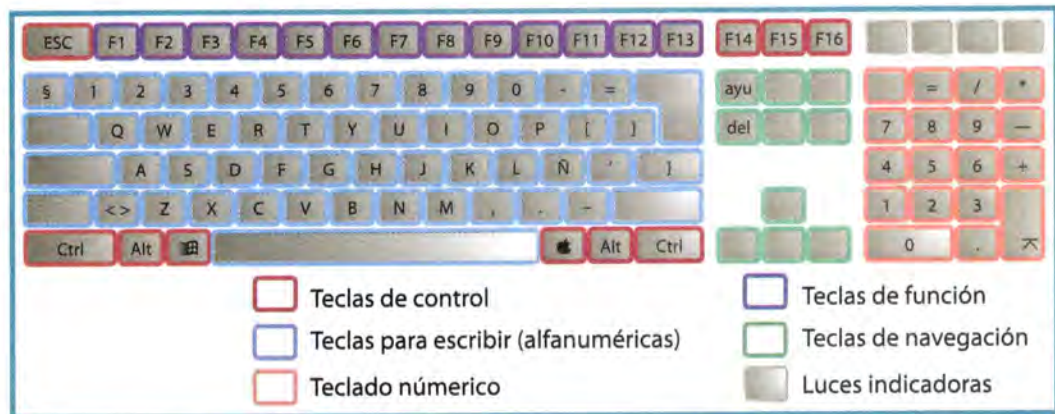 ESC F1 F2 F3 F4 F5 F6 F7 F8 F9 F10 F11 F12 F13 F14 F15 F16
§ 1 2 3 4 5 6 7 8 9 0 - = ayu = / *
Q W E R T Y U I O P [ ] del 7 8 9 —
A S D F G H J K L Ñ ' } 4 5 6 +
<> Z X C V B N M , . – 1 2 3
Ctrl Alt Alt Ctrl 0 .
Teclas de control
Teclas de función
Teclas para escribir (alfanuméricas)
Teclas de navegación
Teclado númerico
Luces indicadoras